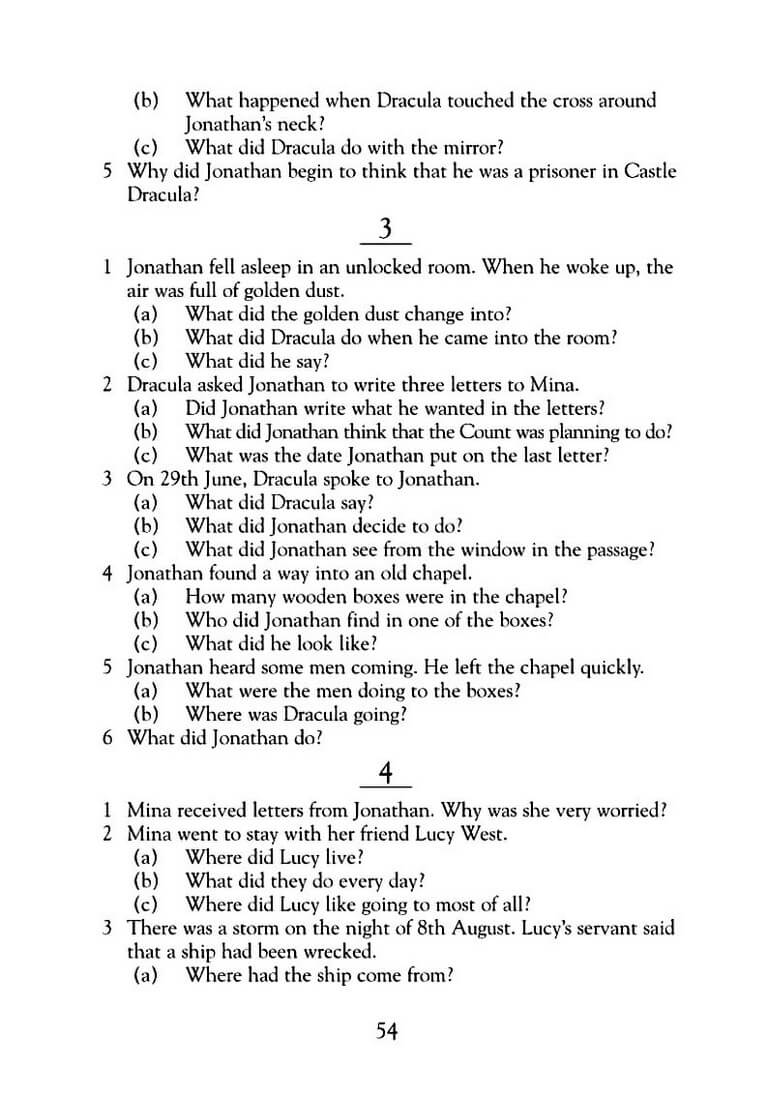 (b) What happened when Dracula touched the cross around
Jonathan's neck?
(c) What did Dracula do with the mirror?
5 Why did Jonathan begin to think that he was a prisoner in Castle
Dracula?
3
1 Jonathan fell asleep in an unlocked room. When he woke up, the
air was full of golden dust.
(a) What did the golden dust change into?
(b) What did Dracula do when he came into the room?
(c) What did he say?
2 Dracula asked Jonathan to write three letters to Mina.
(a) Did Jonathan write what he wanted in the letters?
(b) What did Jonathan think that the Count was planning to do?
(c) What was the date Jonathan put on the last letter?
3 On 29th June, Dracula spoke to Jonathan.
(a) What did Dracula say?
(b) What did Jonathan decide to do?
(c) What did Jonathan see from the window in the passage?
4 Jonathan found a way into an old chapel.
(a) How many wooden boxes were in the chapel?
(b) Who did Jonathan find in one of the boxes?
(c) What did he look like?
5 Jonathan heard some men coming. He left the chapel quickly.
(a) What were the men doing to the boxes?
(b) Where was Dracula going?
6 What did Jonathan do?
4
1 Mina received letters from Jonathan. Why was she very worried?
2 Mina went to stay with her friend Lucy West.
(a) Where did Lucy live?
(b) What did they do every day?
(c) Where did Lucy like going to most of all?
3 There was a storm on the night of 8th August. Lucy's servant said
that a ship had been wrecked.
(a) Where had the ship come from?
54